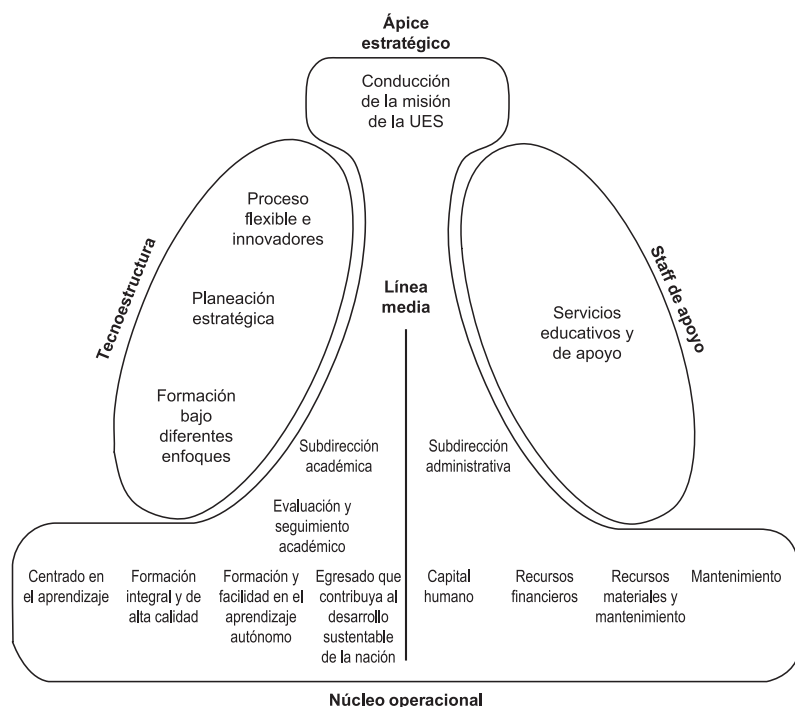 Ápice
estratégico
Conducción
de la misión
de la UES
Proceso
flexible e
innovadores
Planeación
estratégica
Formación
bajo
diferentes
enfoques
Tecnoestructura
Línea
media
Servicios
educativos y
de apoyo
Staff de apoyo
Subdirección
académica
Subdirección
administrativa
Evaluación y
seguimiento
académico
Centrado en
el aprendizaje
Formación
integral y de
alta calidad
Formación y
facilidad en el
aprendizaje
autónomo
Egresado que
contribuya al
desarrollo
sustentable
de la nación
Capital
humano
Recursos
financieros
Recursos
materiales y
mantenimiento
Mantenimiento
Núcleo operacional